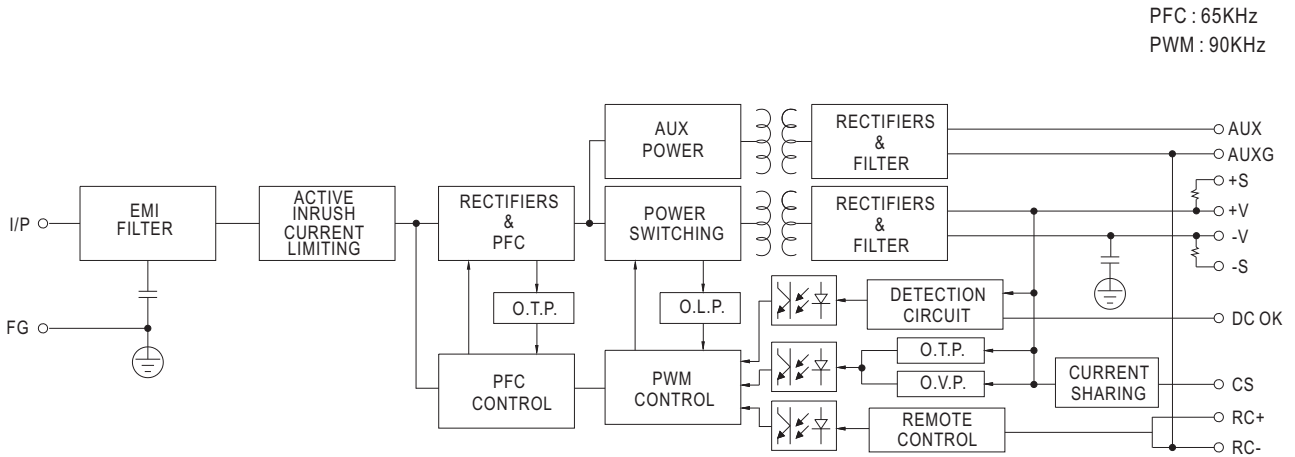 PFC : 65KHz
PWM : 90KHz
AUX
POWER
RECTIFIERS
&
FILTER
AUX
AUXG
+S
+V
-V
-S
I/P
EMI
FILTER
ACTIVE
INRUSH
CURRENT
LIMITING
RECTIFIERS
&
PFC
POWER
SWITCHING
RECTIFIERS
&
FILTER
FG
O.T.P.
O.L.P.
DETECTION
CIRCUIT
DC OK
PFC
CONTROL
PWM
CONTROL
O.T.P.
O.V.P.
CURRENT
SHARING
CS
REMOTE
CONTROL
RC+
RC-